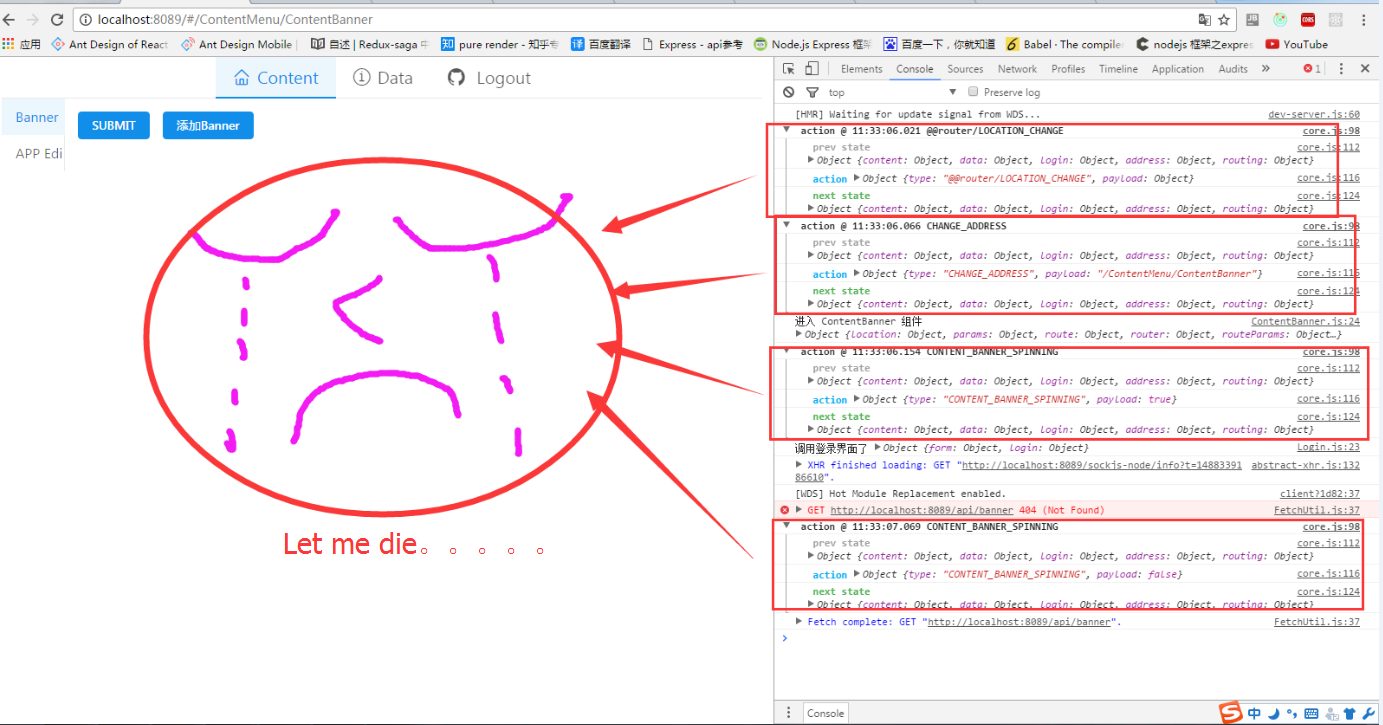 localhost:8089/#/ContentMenu/ContentBanner
应用 Ant Design of React Ant Design Mobile 自述 | Redux-saga 中 知 pure render - 知乎专 译 百度翻译 Express - api参考 Node.js Express 框架 百度一下，你就知道 6 Babel · The compiler nodejs 框架之expres YouTube
Content Data Logout
Banner
APP Edi
SUBMIT 添加Banner
Let me die。。。。。
Elements Console Sources Network Profiles Timeline Application Audits » 1
top Preserve log
[HMR] Waiting for update signal from WDS... dev-server.js:60
action @ 11:33:06.021 @@router/LOCATION_CHANGE core.js:98
prev state core.js:112
Object {content: Object, data: Object, login: Object, address: Object, routing: Object}
action Object {type: "@@router/LOCATION_CHANGE", payload: Object} core.js:116
next state core.js:124
Object {content: Object, data: Object, login: Object, address: Object, routing: Object}
action @ 11:33:06.066 CHANGE_ADDRESS core.js:98
prev state core.js:112
Object {content: Object, data: Object, login: Object, address: Object, routing: Object}
action Object {type: "CHANGE_ADDRESS", payload: "/ContentMenu/ContentBanner"} core.js:116
next state core.js:124
Object {content: Object, data: Object, login: Object, address: Object, routing: Object}
进入 ContentBanner 组件 ContentBanner.js:24
Object {location: Object, params: Object, route: Object, router: Object, routeParams: Object…}
action @ 11:33:06.154 CONTENT_BANNER_SPINNING core.js:98
prev state core.js:112
Object {content: Object, data: Object, login: Object, address: Object, routing: Object}
action Object {type: "CONTENT_BANNER_SPINNING", payload: true} core.js:116
next state core.js:124
Object {content: Object, data: Object, login: Object, address: Object, routing: Object}
调用登录界面了 Object {form: Object, login: Object} Login.js:23
XHR finished loading: GET "http://localhost:8089/sockjs-node/info?t=14883391 abstract-xhr.js:132
86610".
[WDS] Hot Module Replacement enabled. client?1d82:37
GET http://localhost:8089/api/banner 404 (Not Found) FetchUtil.js:37
action @ 11:33:07.069 CONTENT_BANNER_SPINNING core.js:98
prev state core.js:112
Object {content: Object, data: Object, login: Object, address: Object, routing: Object}
action Object {type: "CONTENT_BANNER_SPINNING", payload: false} core.js:116
next state core.js:124
Object {content: Object, data: Object, login: Object, address: Object, routing: Object}
Fetch complete: GET "http://localhost:8089/api/banner". FetchUtil.js:37
Console
中